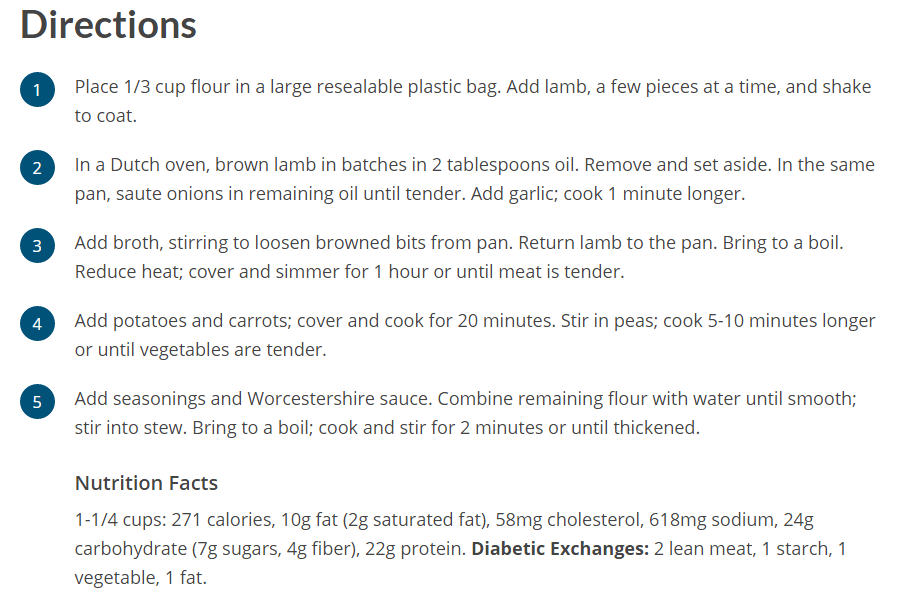 Directions
1
Place 1/3 cup flour in a large resealable plastic bag. Add lamb, a few pieces at a time, and shake
to coat.
2
In a Dutch oven, brown lamb in batches in 2 tablespoons oil. Remove and set aside. In the same
pan, saute onions in remaining oil until tender. Add garlic; cook 1 minute longer.
3
Add broth, stirring to loosen browned bits from pan. Return lamb to the pan. Bring to a boil.
Reduce heat; cover and simmer for 1 hour or until meat is tender.
4
Add potatoes and carrots; cover and cook for 20 minutes. Stir in peas; cook 5-10 minutes longer
or until vegetables are tender.
5
Add seasonings and Worcestershire sauce. Combine remaining flour with water until smooth;
stir into stew. Bring to a boil; cook and stir for 2 minutes or until thickened.
Nutrition Facts
1-1/4 cups: 271 calories, 10g fat (2g saturated fat), 58mg cholesterol, 618mg sodium, 24g
carbohydrate (7g sugars, 4g fiber), 22g protein. Diabetic Exchanges: 2 lean meat, 1 starch, 1
vegetable, 1 fat.